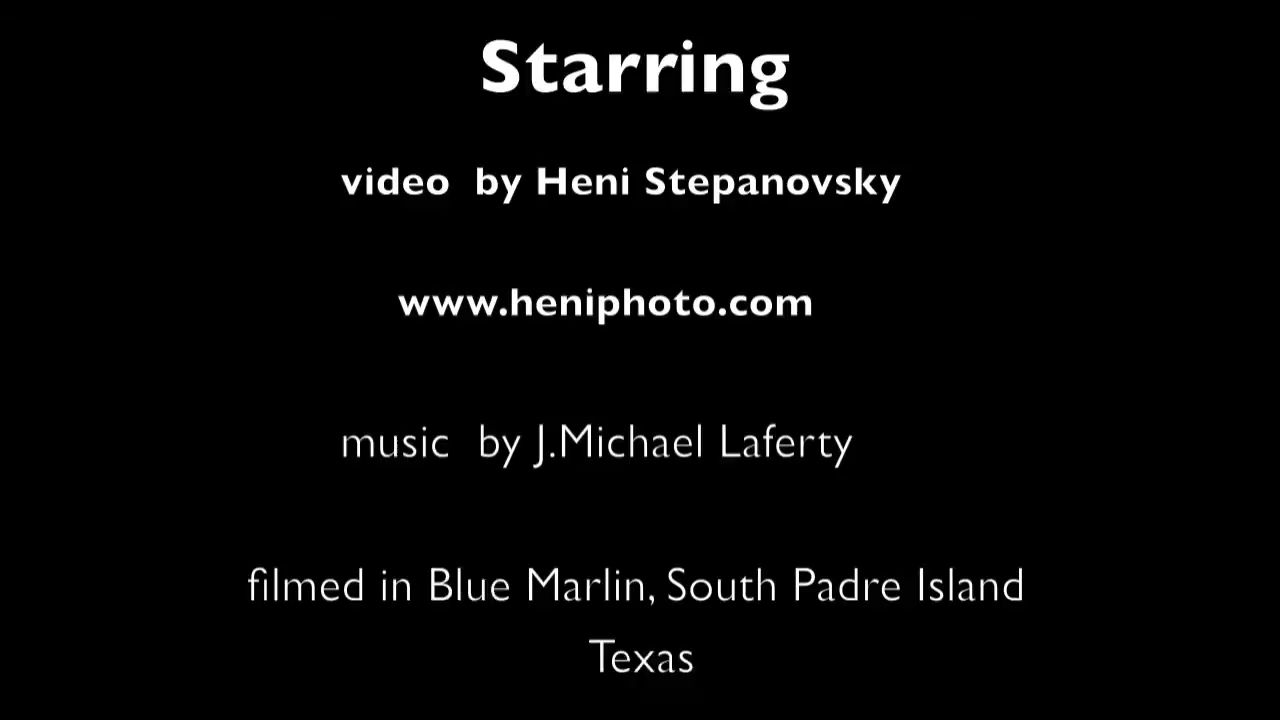 Starring
video  by Heni Stepanovsky
www.heniphoto.com
music  by J.Michael Laferty
filmed in Blue Marlin, South Padre Island
Texas